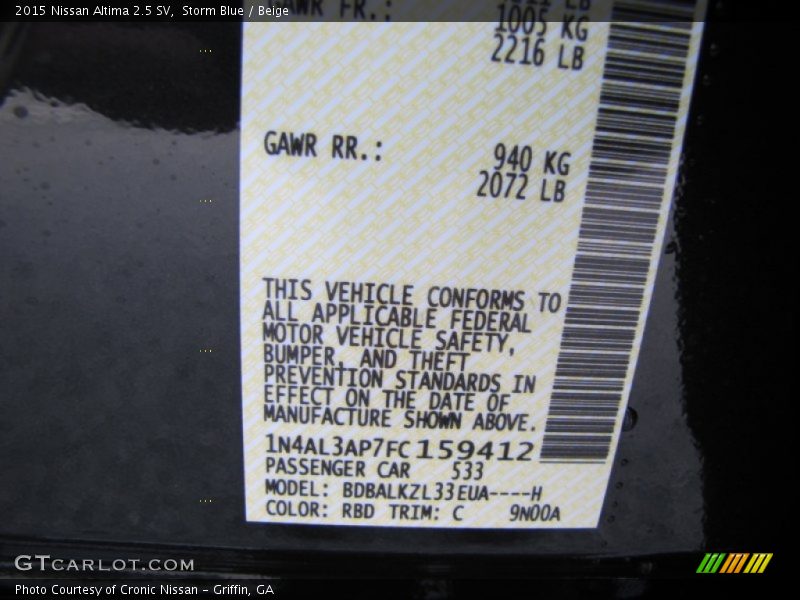 2015 Nissan Altima 2.5 SV,  Storm Blue / Beige
GAWR FR.:
LB
1005 KG
2216 LB
GAWR RR.:
940 KG
2072 LB
THIS VEHICLE CONFORMS TO
ALL APPLICABLE FEDERAL
MOTOR VEHICLE SAFETY,
BUMPER, AND THEFT
PREVENTION STANDARDS IN
EFFECT ON THE DATE OF
MANUFACTURE SHOWN ABOVE.
1N4AL3AP7FC159412
PASSENGER CAR 533
MODEL: BDBALKZL33EUA----H
COLOR: RBD TRIM: C 9N00A
GTCARLOT.COM
Photo Courtesy of Cronic Nissan - Griffin, GA